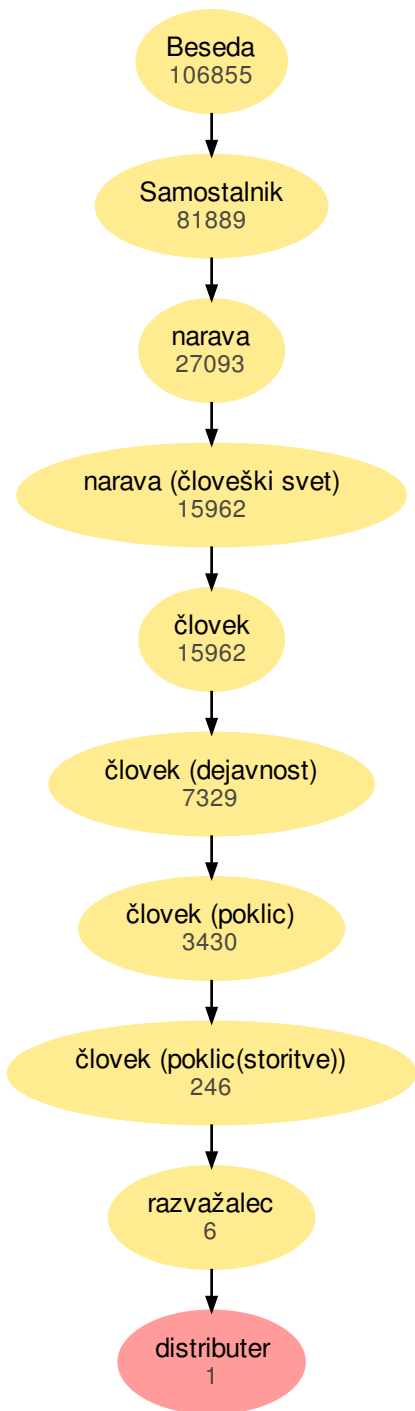 Beseda
106855
Samostalnik
81889
narava
27093
narava (človeški svet)
15962
človek
15962
človek (dejavnost)
7329
človek (poklic)
3430
človek (poklic(storitve))
246
razvažalec
6
distributer
1